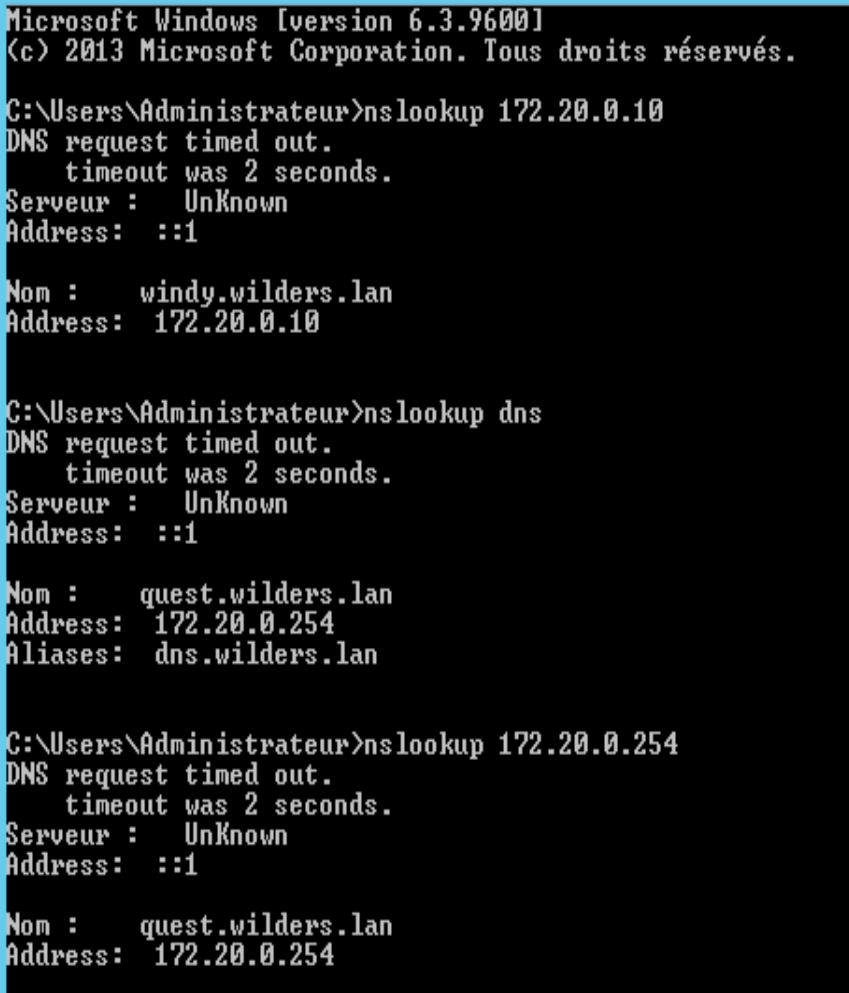 Microsoft Windows [version 6.3.9600]
(c) 2013 Microsoft Corporation. Tous droits réservés.
C:\Users\Administrateur>nslookup 172.20.0.10
DNS request timed out.
    timeout was 2 seconds.
Serveur :   UnKnown
Address:  ::1
Nom :    windy.wilders.lan
Address:  172.20.0.10
C:\Users\Administrateur>nslookup dns
DNS request timed out.
    timeout was 2 seconds.
Serveur :   UnKnown
Address:  ::1
Nom :    quest.wilders.lan
Address:  172.20.0.254
Aliases:  dns.wilders.lan
C:\Users\Administrateur>nslookup 172.20.0.254
DNS request timed out.
    timeout was 2 seconds.
Serveur :   UnKnown
Address:  ::1
Nom :    quest.wilders.lan
Address:  172.20.0.254